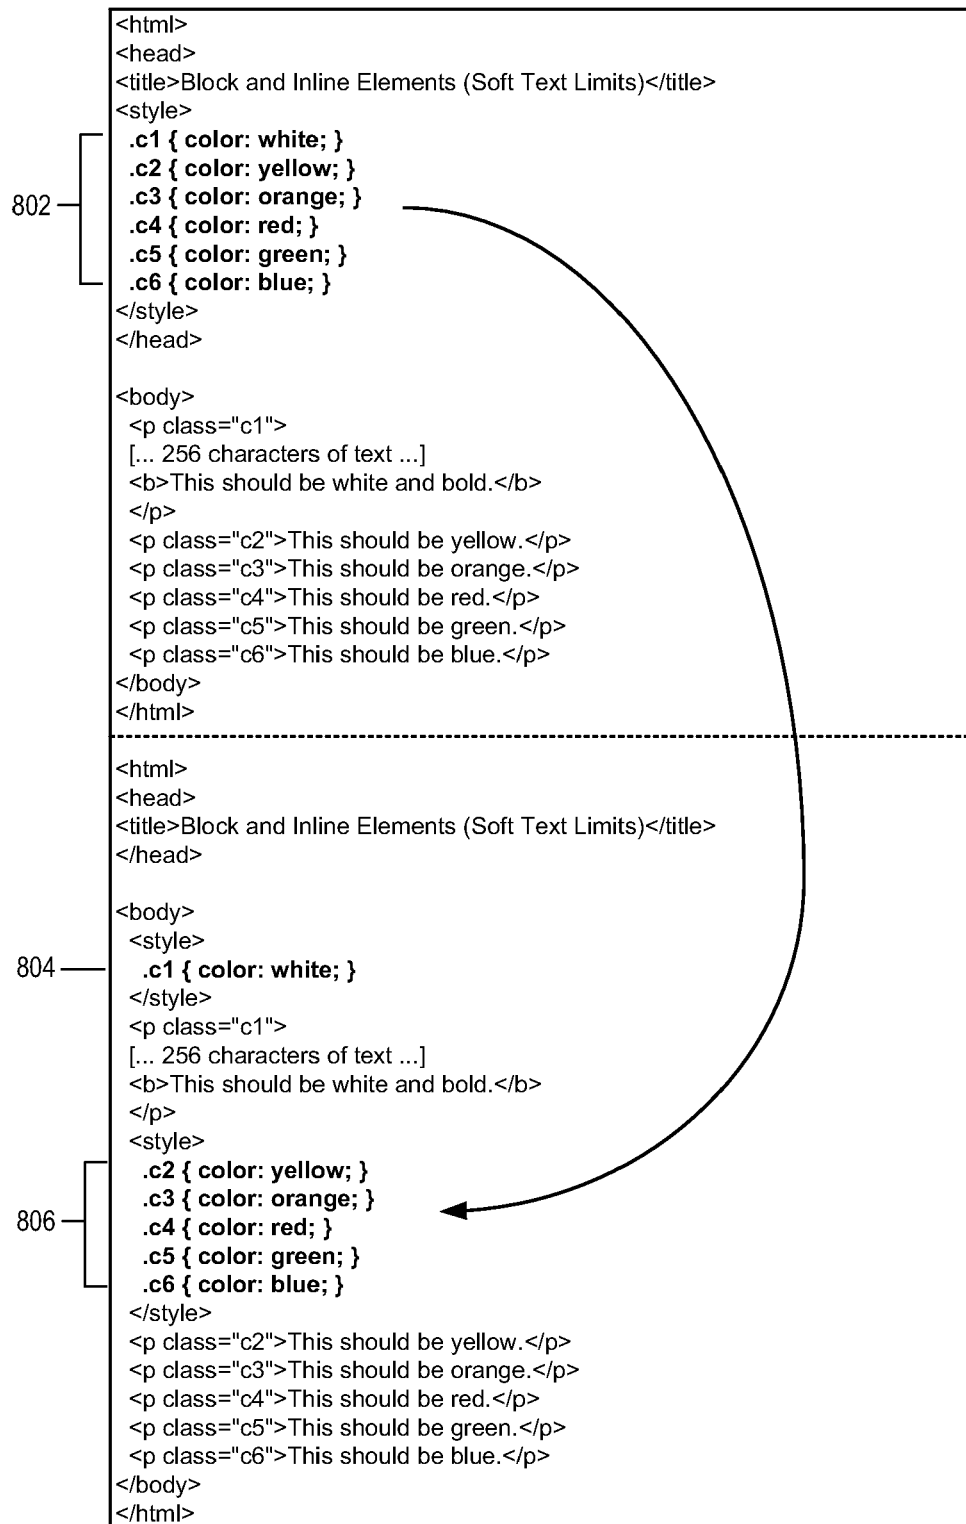 <html>
<head>
<title>Block and Inline Elements (Soft Text Limits)</title>
<style>
.c1 { color: white; }
.c2 { color: yellow; }
802
.c3 { color: orange; }
.c4 { color: red; }
.c5 { color: green; }
.c6 { color: blue; }
</style>
</head>
<body>
<p class="c1">
[... 256 characters of text ...]
<b>This should be white and bold.</b>
</p>
<p class="c2">This should be yellow.</p>
<p class="c3">This should be orange.</p>
<p class="c4">This should be red.</p>
<p class="c5">This should be green.</p>
<p class="c6">This should be blue.</p>
</body>
</html>
<html>
<head>
<title>Block and Inline Elements (Soft Text Limits)</title>
</head>
<body>
<style>
804
.c1 { color: white; }
</style>
<p class="c1">
[... 256 characters of text ...]
<b>This should be white and bold.</b>
</p>
<style>
.c2 { color: yellow; }
.c3 { color: orange; }
806
.c4 { color: red; }
.c5 { color: green; }
.c6 { color: blue; }
</style>
<p class="c2">This should be yellow.</p>
<p class="c3">This should be orange.</p>
<p class="c4">This should be red.</p>
<p class="c5">This should be green.</p>
<p class="c6">This should be blue.</p>
</body>
</html>